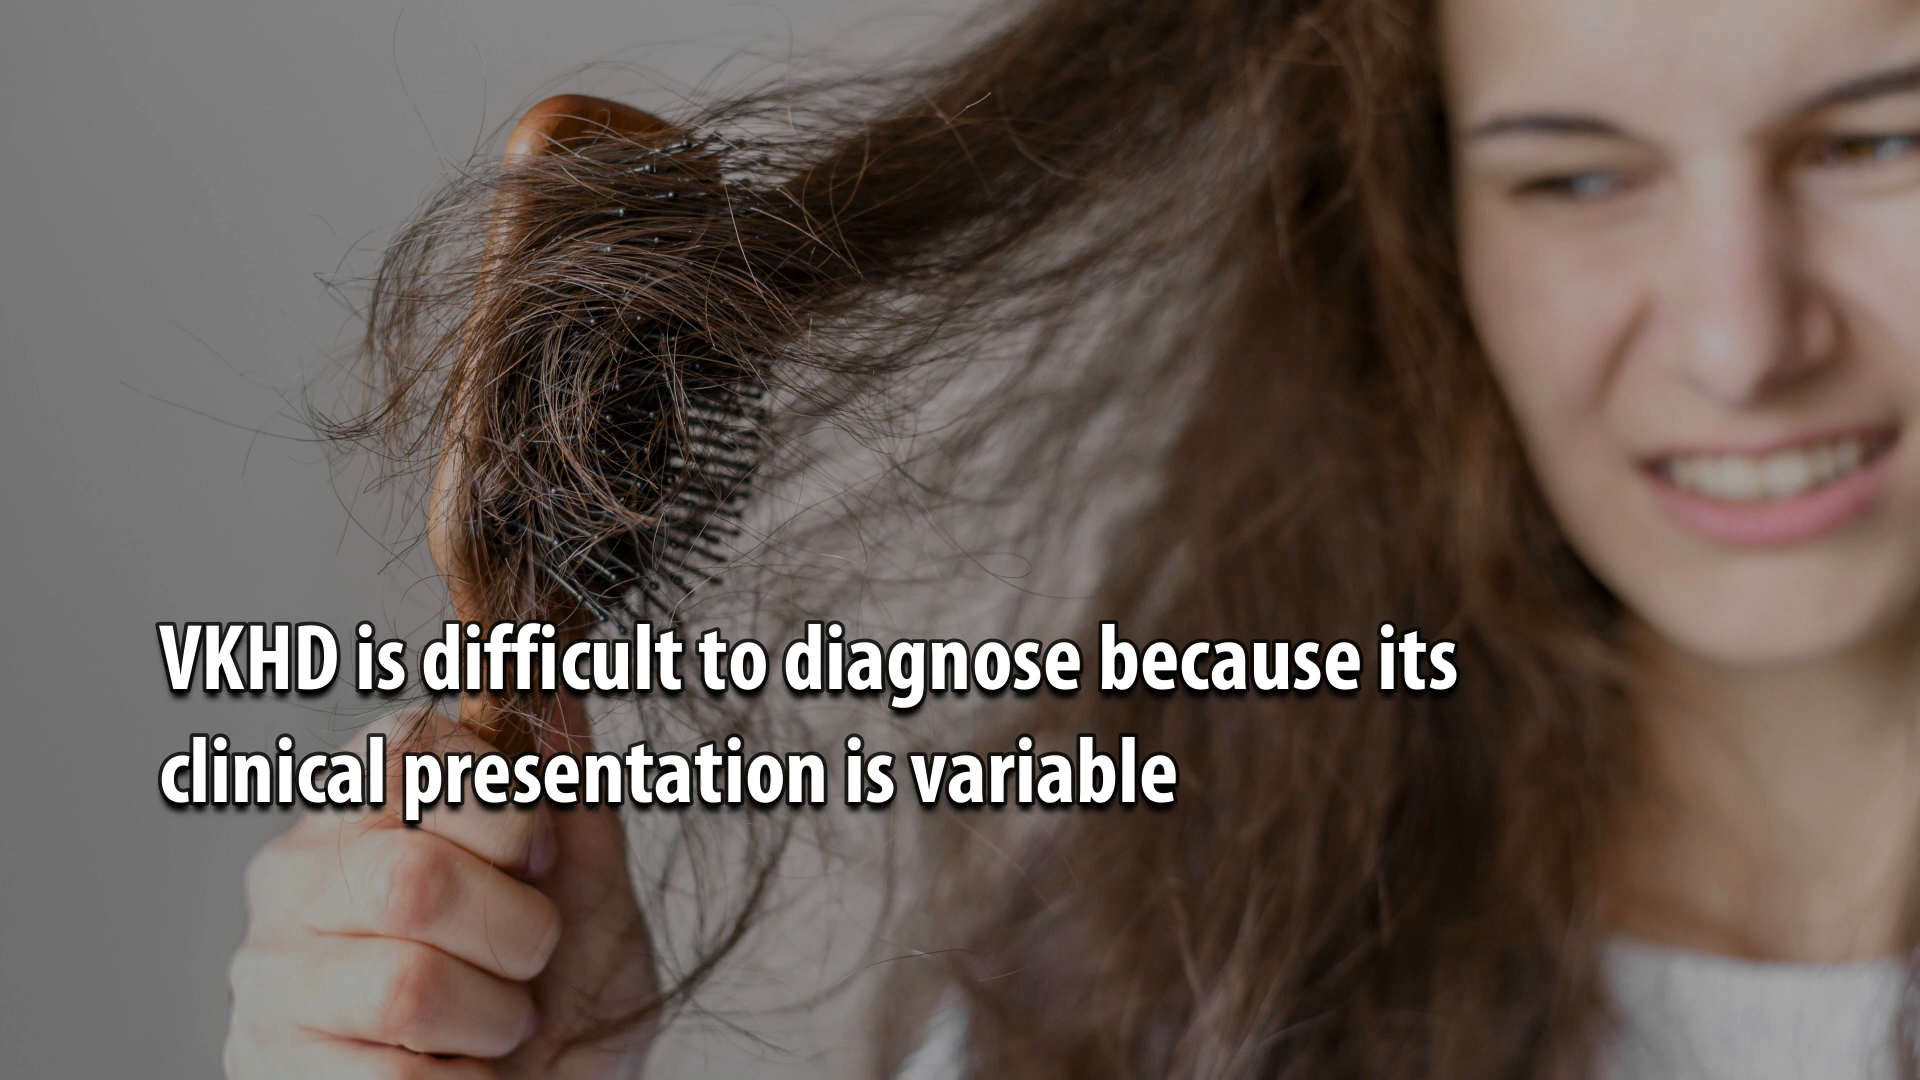 VKHD is difficult to diagnose because its
clinical presentation is variable